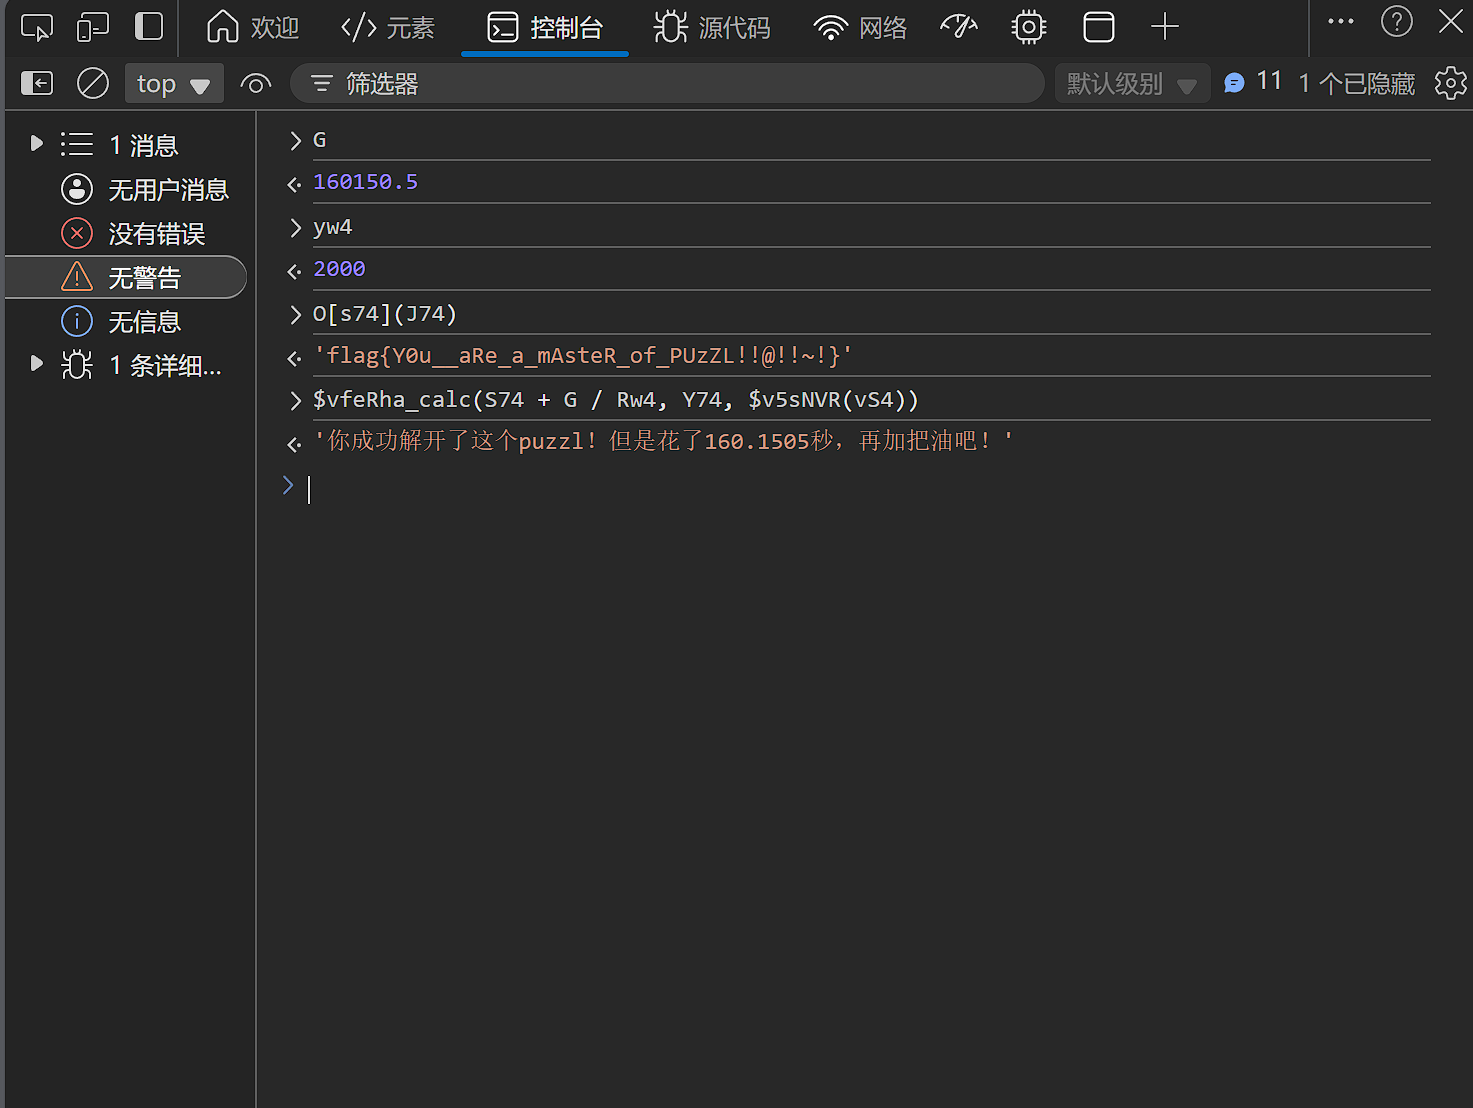 欢迎 元素 控制台 源代码 网络
top 筛选器 默认级别 11 1 个已隐藏
1 消息
无用户消息
没有错误
无警告
无信息
1 条详细...
G
160150.5
yw4
2000
O[s74](J74)
'flag{Y0u__aRe_a_mAsteR_of_PUzZL!!@!!~!}'
$vfeRha_calc(S74 + G / Rw4, Y74, $v5sNVR(vS4))
'你成功解开了这个puzzl！但是花了160.1505秒，再加把油吧！'